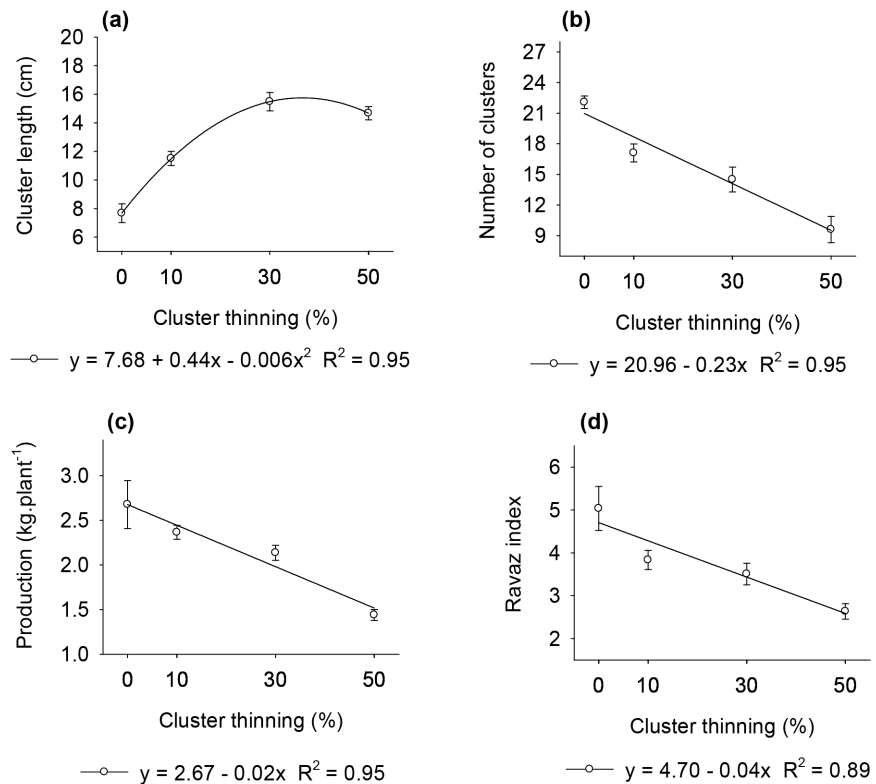 (a)
20
18
16
14
12
10
8
6
Cluster length (cm)
0 10 30 50
Cluster thinning (%)
y = 7.68 + 0.44x - 0.006x² R² = 0.95
(b)
27
24
21
18
15
12
9
Number of clusters
0 10 30 50
Cluster thinning (%)
y = 20.96 - 0.23x R² = 0.95
(c)
3.0
2.5
2.0
1.5
1.0
Production (kg.plant⁻¹)
0 10 30 50
Cluster thinning (%)
y = 2.67 - 0.02x R² = 0.95
(d)
6
5
4
3
2
Ravaz index
0 10 30 50
Cluster thinning (%)
y = 4.70 - 0.04x R² = 0.89